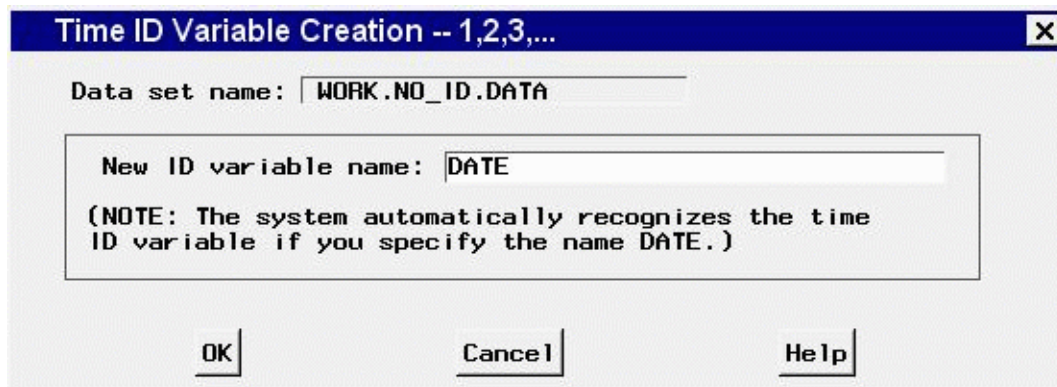 Time ID Variable Creation -- 1,2,3,...
Data set name: WORK.NO_ID.DATA
New ID variable name: DATE
(NOTE: The system automatically recognizes the time
ID variable if you specify the name DATE.)
OK Cancel Help